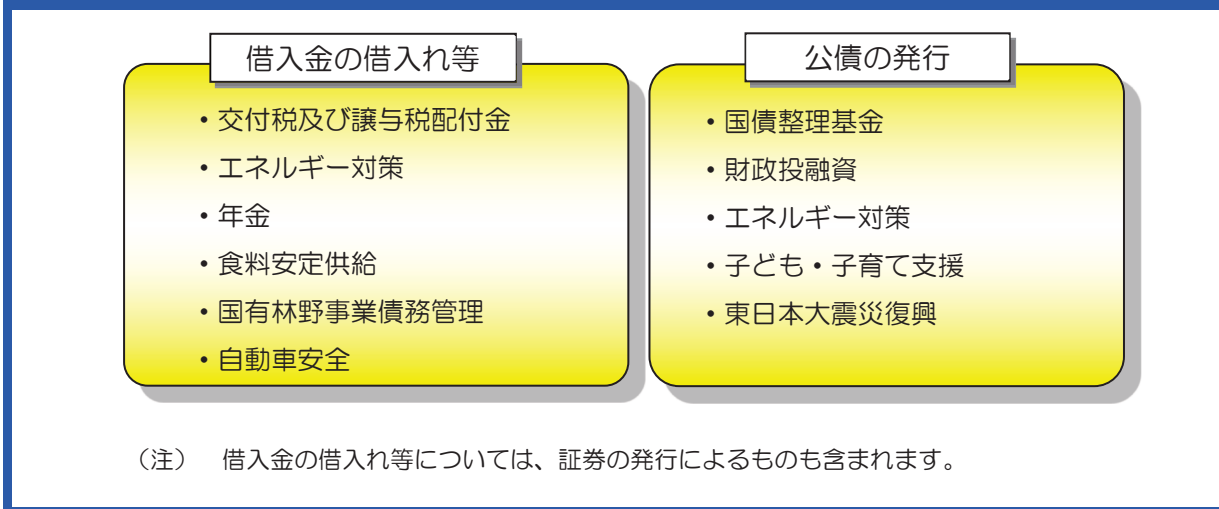 借入金の借入れ等
・交付税及び譲与税配付金
・エネルギー対策
・年金
・食料安定供給
・国有林野事業債務管理
・自動車安全
公債の発行
・国債整理基金
・財政投融資
・エネルギー対策
・子ども・子育て支援
・東日本大震災復興
（注）　借入金の借入れ等については、証券の発行によるものも含まれます。